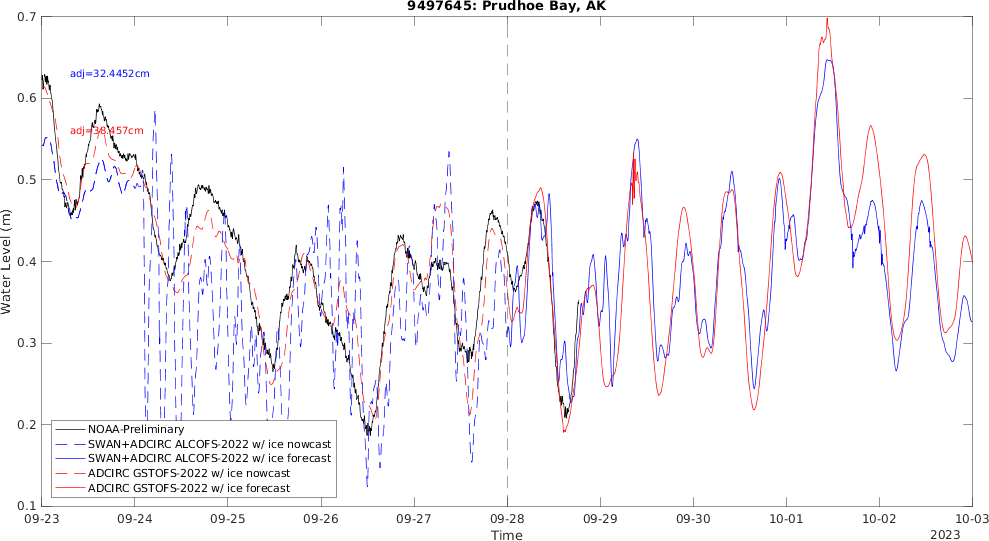 9497645: Prudhoe Bay, AK
0.7
0.6
0.5
0.4
0.3
0.2
0.1
Water Level (m)
adj=32.4452cm
adj=38.457cm
NOAA-Preliminary
SWAN+ADCIRC ALCOFS-2022 w/ ice nowcast
SWAN+ADCIRC ALCOFS-2022 w/ ice forecast
ADCIRC GSTOFS-2022 w/ ice nowcast
ADCIRC GSTOFS-2022 w/ ice forecast
09-23 09-24 09-25 09-26 09-27 09-28 09-29 09-30 10-01 10-02 10-03
Time
2023